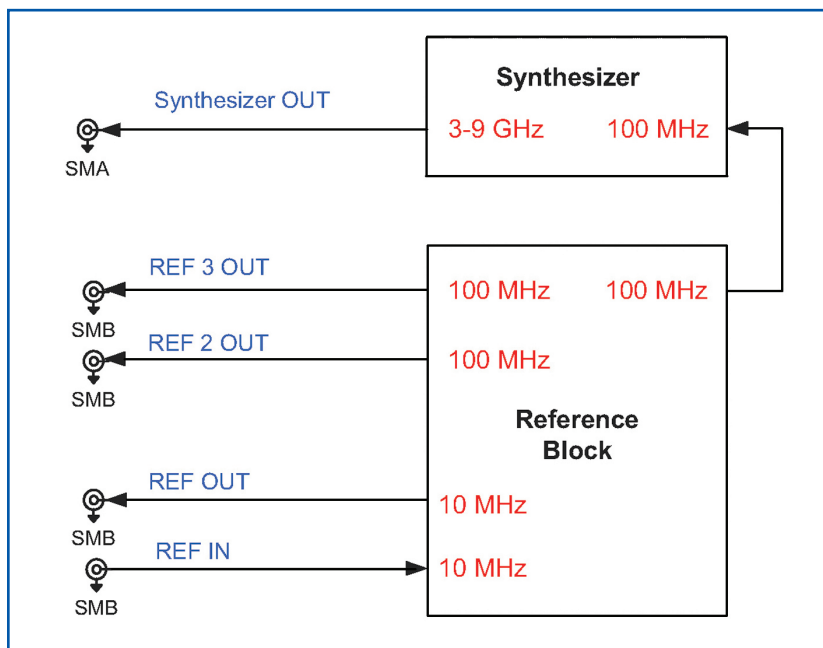 Synthesizer
Synthesizer OUT
3-9 GHz 100 MHz
SMA
REF 3 OUT
100 MHz 100 MHz
SMB
REF 2 OUT
100 MHz
SMB
Reference
Block
REF OUT
10 MHz
SMB
REF IN
10 MHz
SMB